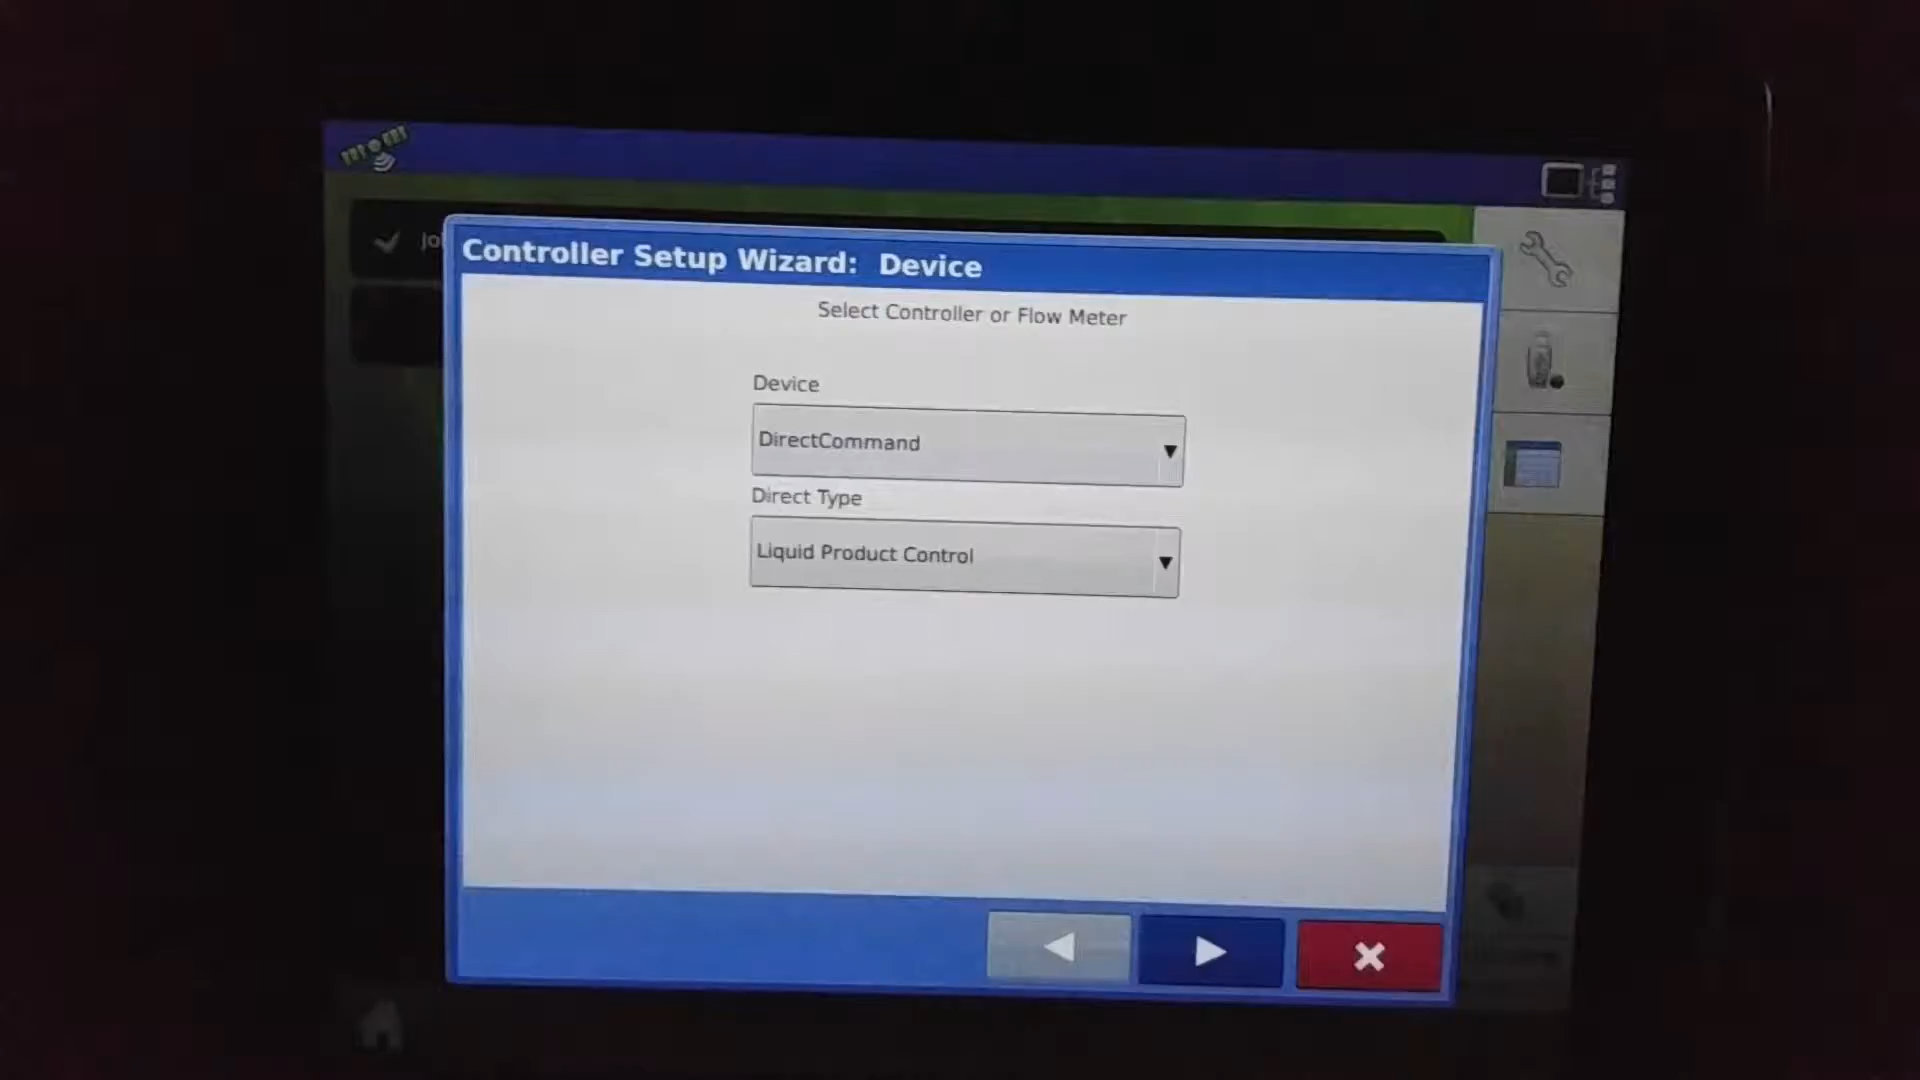 Controller Setup Wizard: Device
Select Controller or Flow Meter
Device
DirectCommand
Direct Type
Liquid Product Control